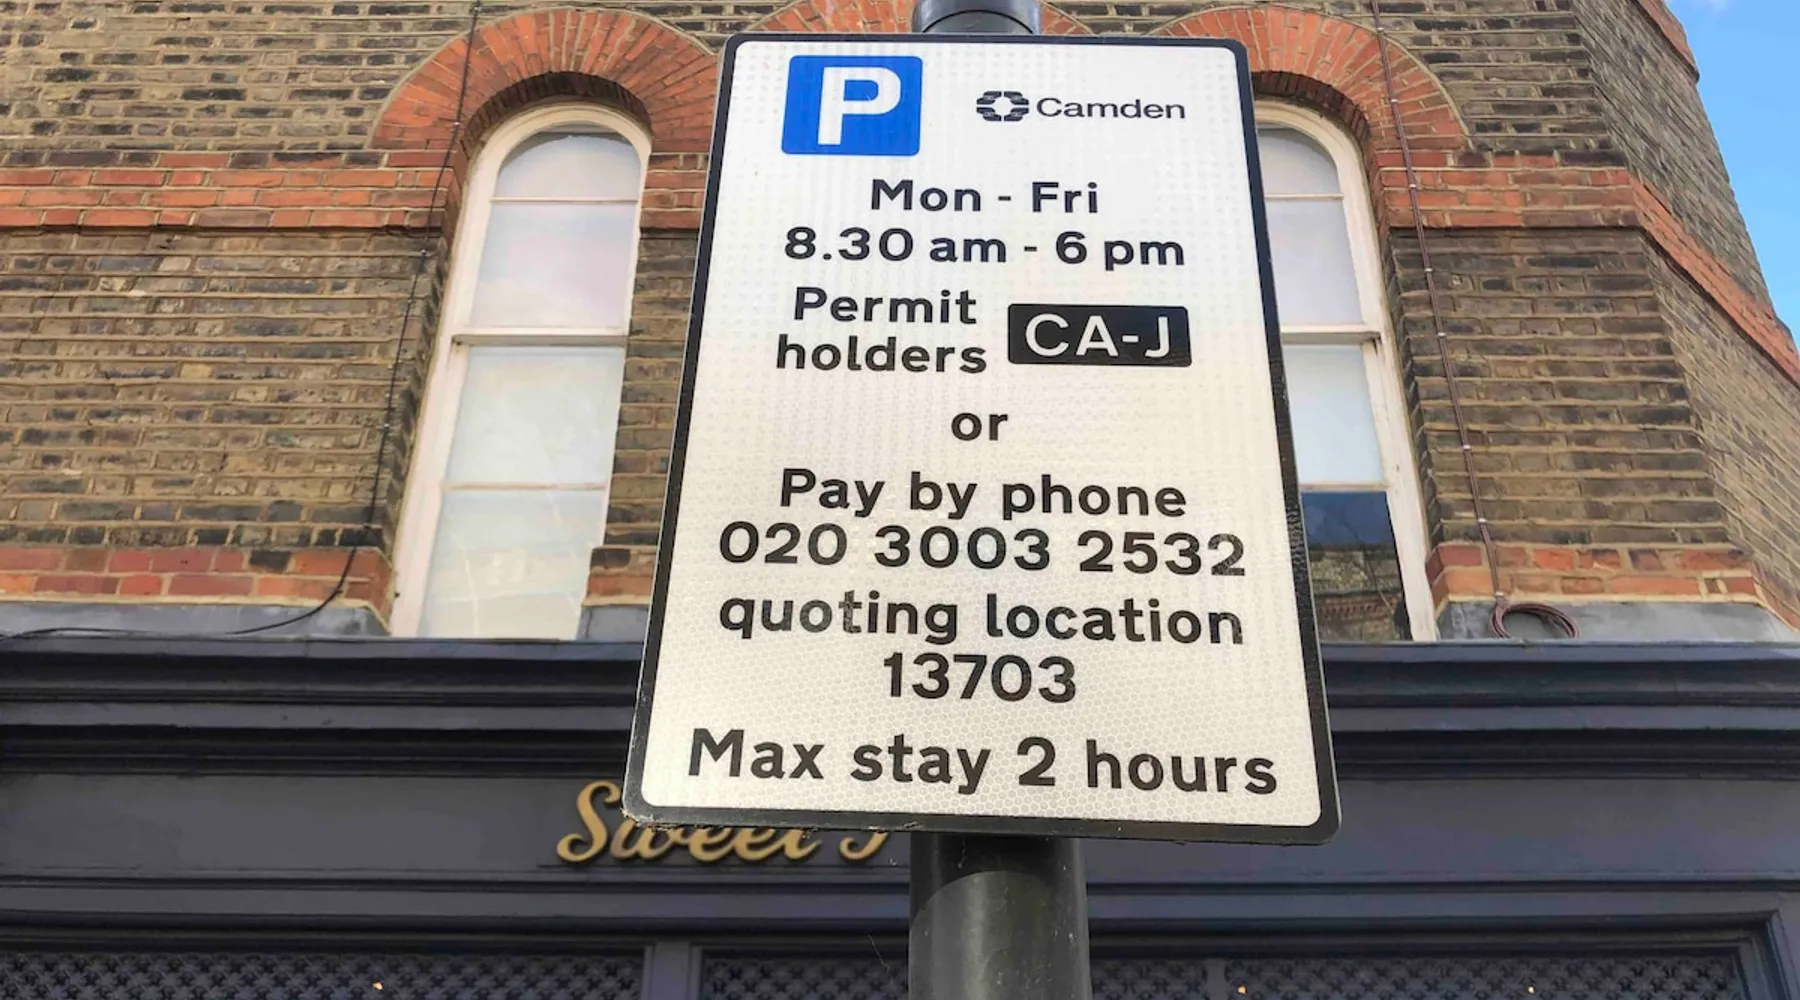 P
Camden
Mon - Fri
8.30 am - 6 pm
Permit
holders CA-J
or
Pay by phone
020 3003 2532
quoting location
13703
Max stay 2 hours
Sweet